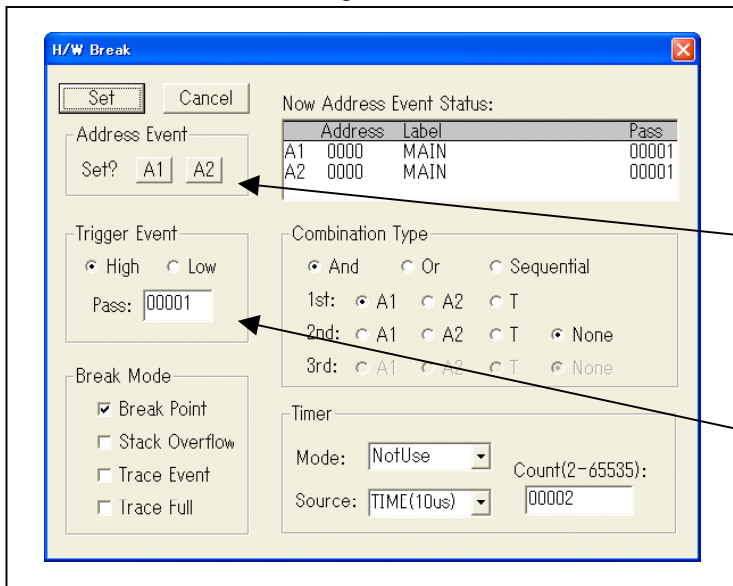 H/W Break
Set Cancel
Now Address Event Status:
Address Label Pass
A1 0000 MAIN 00001
A2 0000 MAIN 00001
Address Event
Set? A1 A2
Trigger Event
High Low
Pass: 00001
Combination Type
And Or Sequential
1st: A1 A2 T
2nd: A1 A2 T None
3rd: A1 A2 T None
Break Mode
Break Point
Stack Overflow
Trace Event
Trace Full
Timer
Mode: NotUse
Count(2-65535):
Source: TIME(10us) 00002